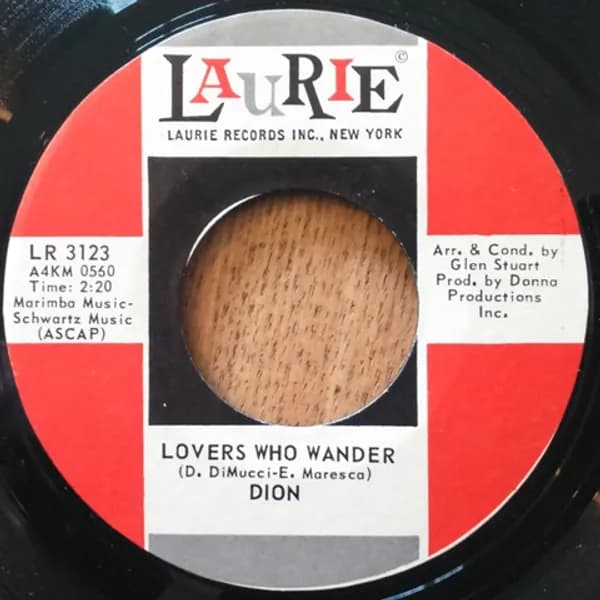 LAURIE ©
LAURIE RECORDS INC., NEW YORK
LR 3123
A4KM 0560
Time: 2:20
Marimba Music-
Schwartz Music
(ASCAP)
Arr. & Cond. by
Glen Stuart
Prod. by Donna
Productions
Inc.
LOVERS WHO WANDER
(D. DiMucci-E. Maresca)
DION